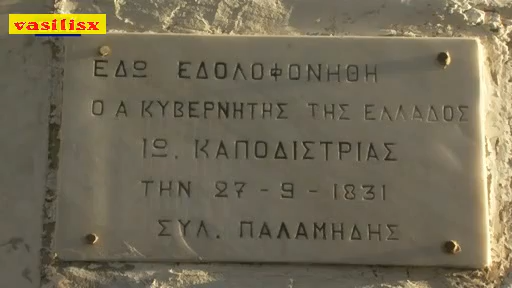 vasilisx
ΕΔΩ ΕΔΟΛΟΦΟΝΗΘΗ
Ο Α ΚΥΒΕΡΝΗΤΗΣ ΤΗΣ ΕΛΛΑΔΟΣ
ΙΩ. ΚΑΠΟΔΙΣΤΡΙΑΣ
ΤΗΝ 27 - 9 - 1831
ΣΥΛ. ΠΑΛΑΜΗΔΗΣ